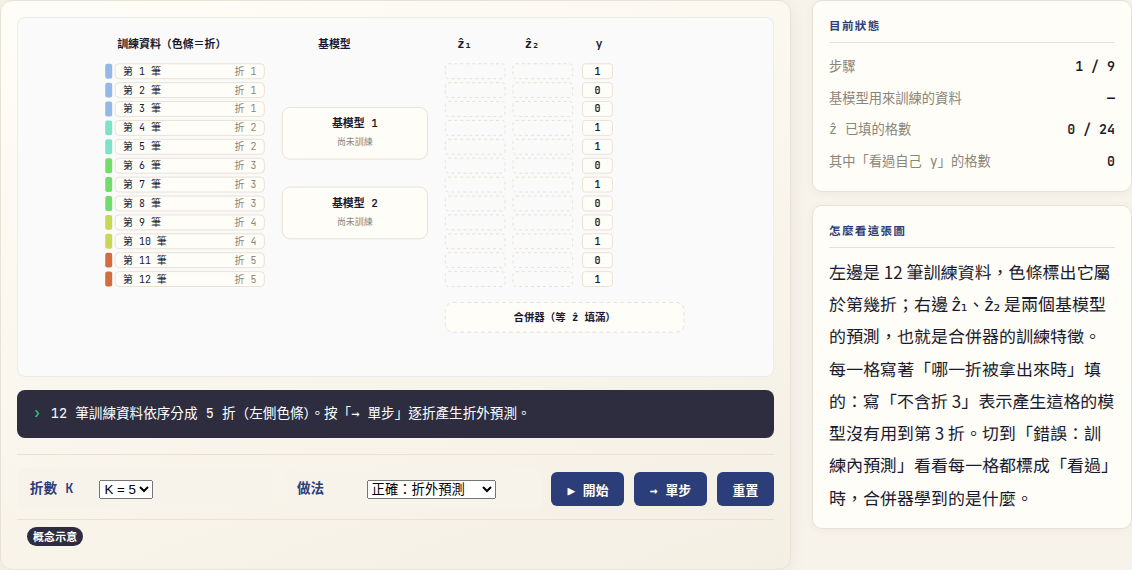 訓練資料（色條＝折） 基模型 ẑ₁ ẑ₂ y
第 1 筆 折 1 1
第 2 筆 折 1 0
第 3 筆 折 1 0
第 4 筆 折 2 1
第 5 筆 折 2 1
第 6 筆 折 3 0
第 7 筆 折 3 1
第 8 筆 折 3 0
第 9 筆 折 4 0
第 10 筆 折 4 1
第 11 筆 折 5 0
第 12 筆 折 5 1
基模型 1
尚未訓練
基模型 2
尚未訓練
合併器（等 ẑ 填滿）
› 12 筆訓練資料依序分成 5 折（左側色條）。按「→ 單步」逐折產生折外預測。
折數 K K = 5 做法 正確：折外預測 ▶ 開始 → 單步 重置
概念示意
目前狀態
步驟 1 / 9
基模型用來訓練的資料 —
ẑ 已填的格數 0 / 24
其中「看過自己 y」的格數 0
怎麼看這張圖
左邊是 12 筆訓練資料，色條標出它屬
於第幾折；右邊 ẑ₁、ẑ₂ 是兩個基模型
的預測，也就是合併器的訓練特徵。
每一格寫著「哪一折被拿出來時」填
的：寫「不含折 3」表示產生這格的模
型沒有用到第 3 折。切到「錯誤：訓
練內預測」看看每一格都標成「看過」
時，合併器學到的是什麼。